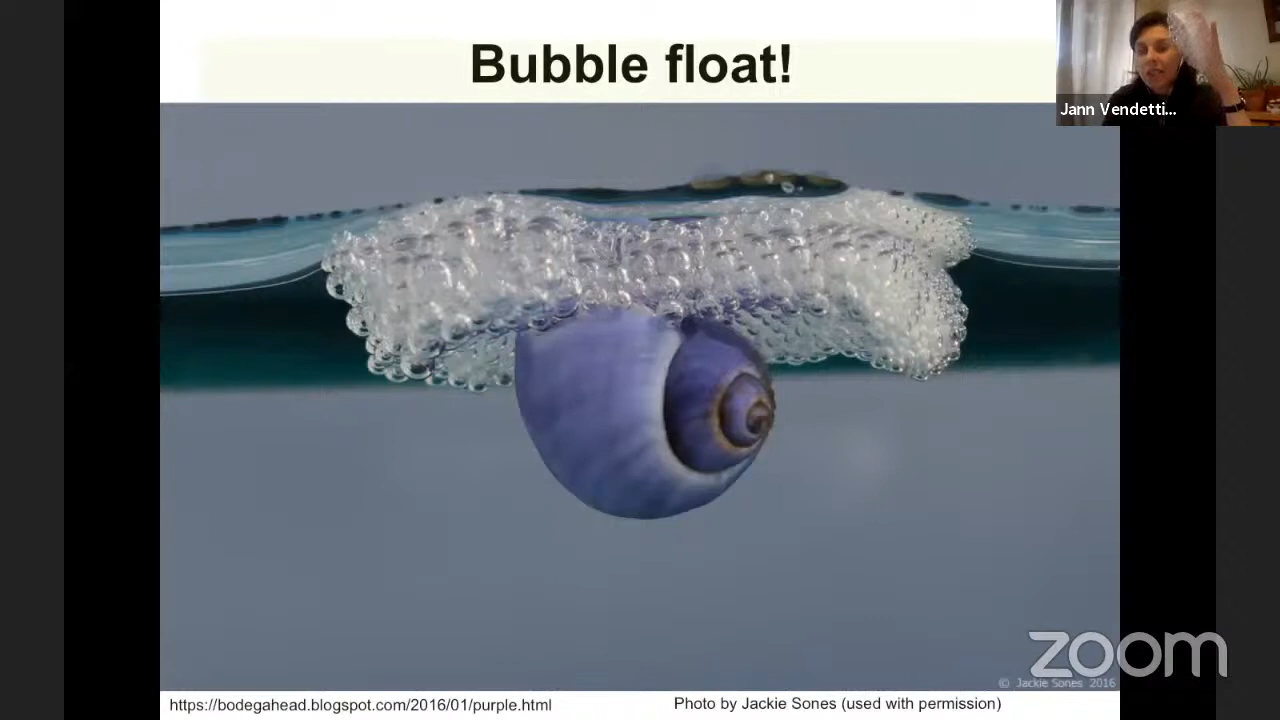 Bubble float!
Jann Vendetti...
zoom
© Jackie Sones 2016
https://bodegahead.blogspot.com/2016/01/purple.html
Photo by Jackie Sones (used with permission)